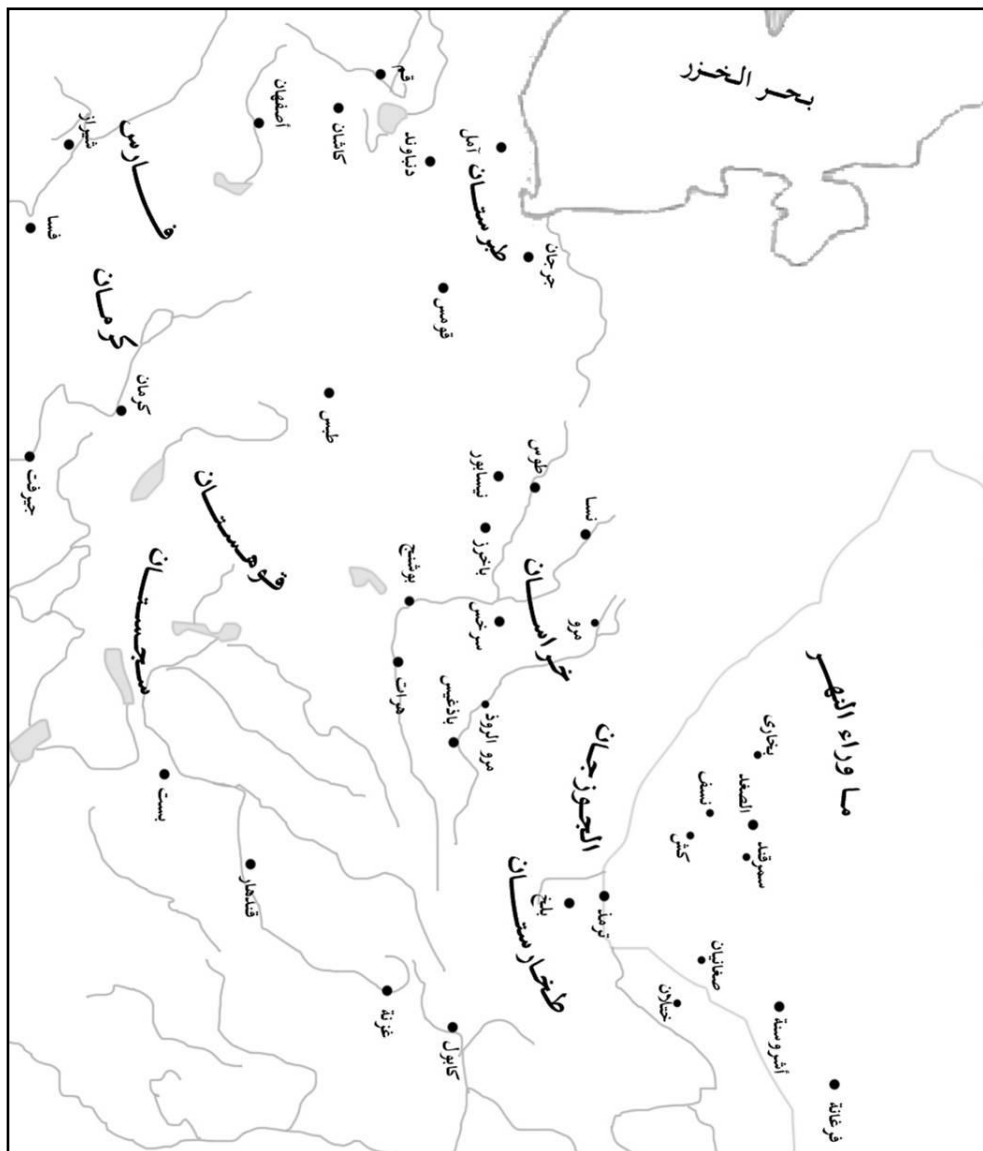 بحر الخزر
قم
أصفهان
كاشان
دنباوند
آمل
شيراز
فارس
طبرستان
فسا
جرجان
قومس
كرمان
كرمان
طبس
جيرفت
نيسابور
طوس
قوهستان
باخرز
نسا
بوشنج
سجستان
خراسان
سرخس
مرو
هرات
باذغيس
مرو الروذ
ما وراء النهر
بست
الجوزجان
بخارى
نسف
الصغد
كش
سمرقند
قندهار
بلخ
ترمذ
طخارستان
صغانيان
ختلان
غزنة
كابول
أشروسنة
فرغانة